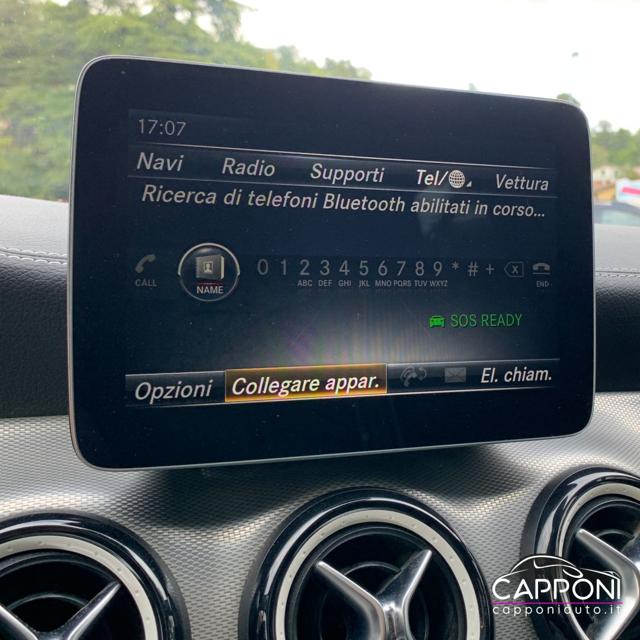 17:07
Navi Radio Supporti Tel/ Vettura
Ricerca di telefoni Bluetooth abilitati in corso...
0 1 2 3 4 5 6 7 8 9 * # +
CALL NAME ABC DEF GHI JKL MNO PQRS TUV WXYZ END
SOS READY
Opzioni Collegare appar. El. chiam.
CAPPONI
capponiauto.it